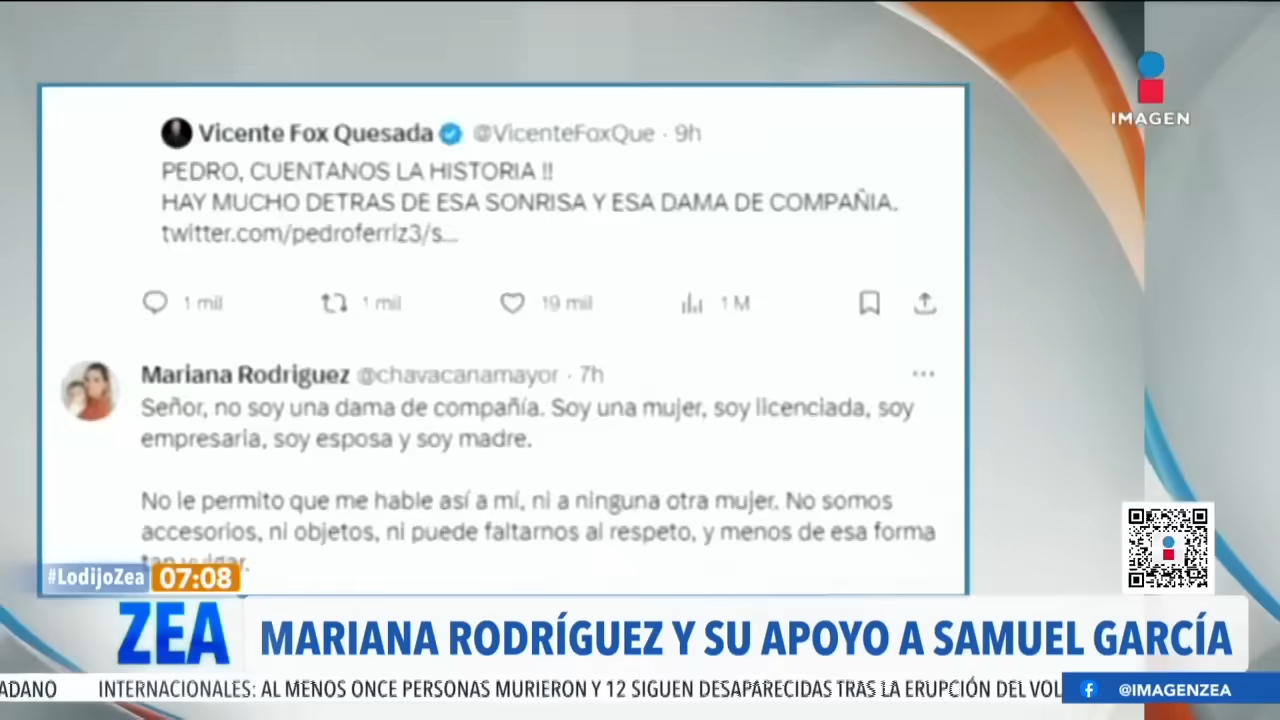 Vicente Fox Quesada @VicenteFoxQue · 9h
PEDRO, CUENTANOS LA HISTORIA !!
HAY MUCHO DETRAS DE ESA SONRISA Y ESA DAMA DE COMPAÑIA.
twitter.com/pedroferriz3/s...
1 mil 1 mil 19 mil 1 M
Mariana Rodriguez @chavacanamayor · 7h
Señor, no soy una dama de compañía. Soy una mujer, soy licenciada, soy
empresaria, soy esposa y soy madre.
No le permito que me hable así a mí, ni a ninguna otra mujer. No somos
accesorios, ni objetos, ni puede faltarnos al respeto, y menos de esa forma
tan vulgar.
IMAGEN
#LodijoZea 07:08
ZEA
MARIANA RODRÍGUEZ Y SU APOYO A SAMUEL GARCÍA
ADANO INTERNACIONALES: AL MENOS ONCE PERSONAS MURIERON Y 12 SIGUEN DESAPARECIDAS TRAS LA ERUPCIÓN DEL VOL
@IMAGENZEA